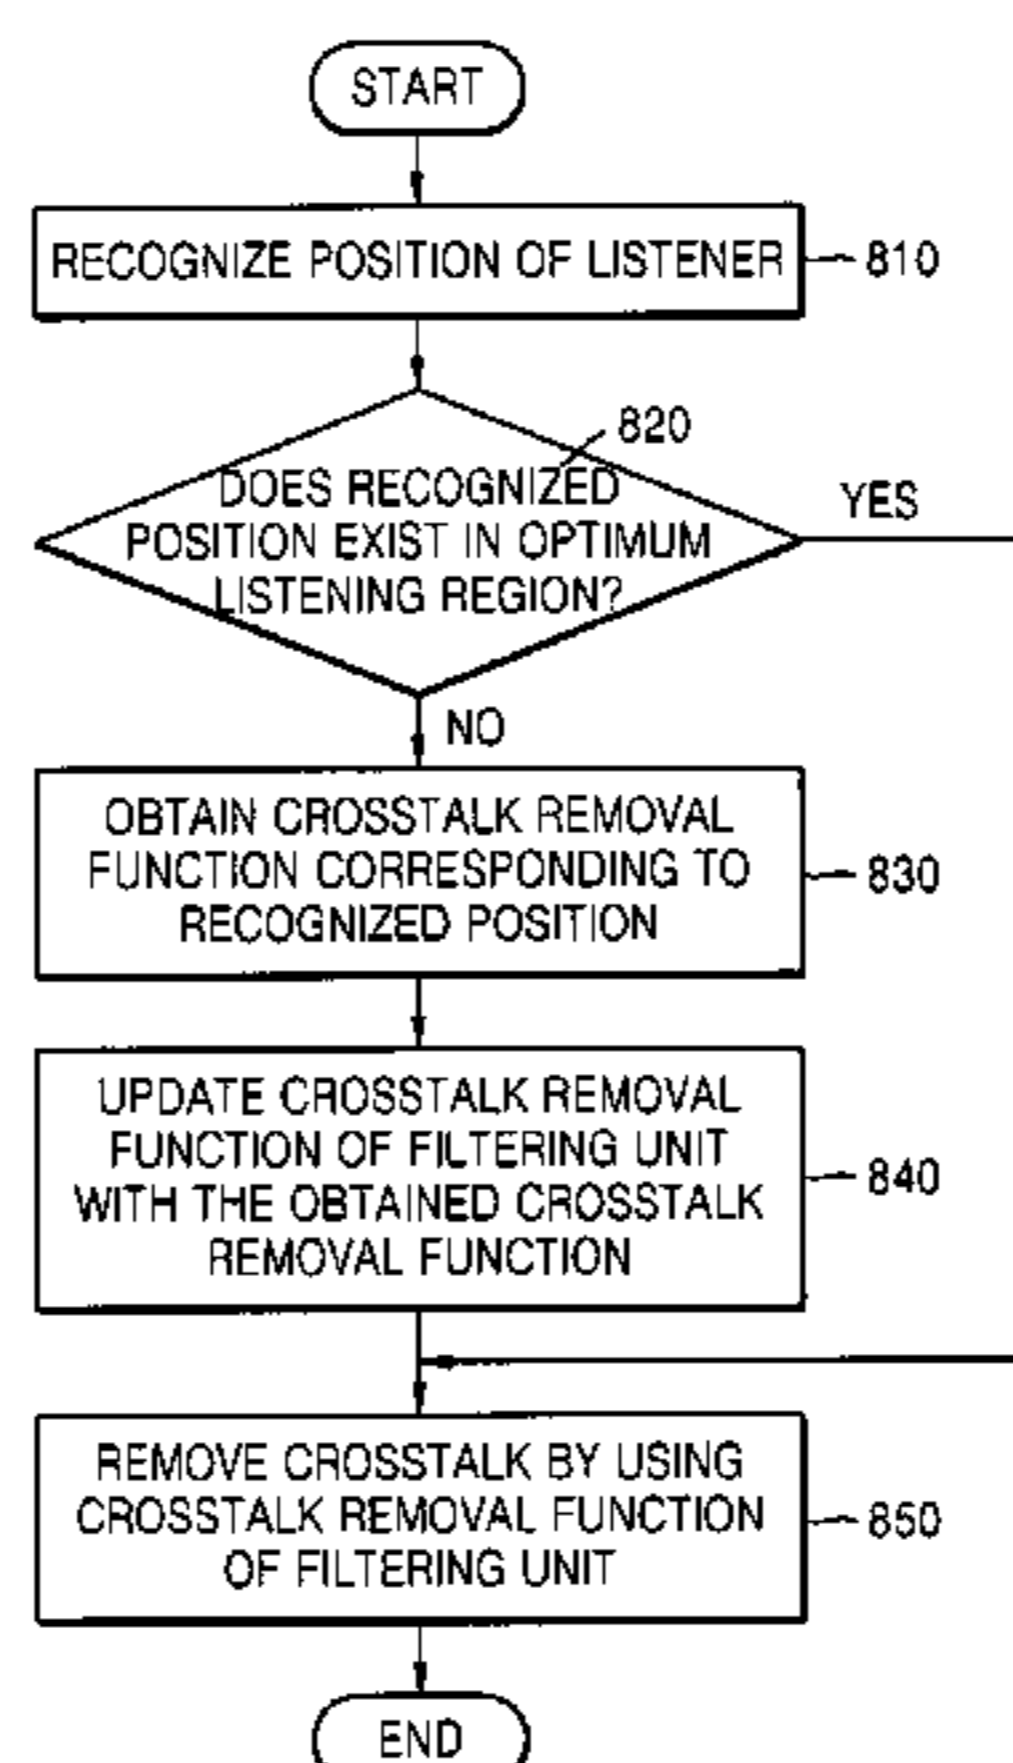 START
RECOGNIZE POSITION OF LISTENER
810
820
DOES RECOGNIZED
POSITION EXIST IN OPTIMUM
LISTENING REGION?
YES
NO
OBTAIN CROSSTALK REMOVAL
FUNCTION CORRESPONDING TO
RECOGNIZED POSITION
830
UPDATE CROSSTALK REMOVAL
FUNCTION OF FILTERING UNIT
WITH THE OBTAINED CROSSTALK
REMOVAL FUNCTION
840
REMOVE CROSSTALK BY USING
CROSSTALK REMOVAL FUNCTION
OF FILTERING UNIT
850
END